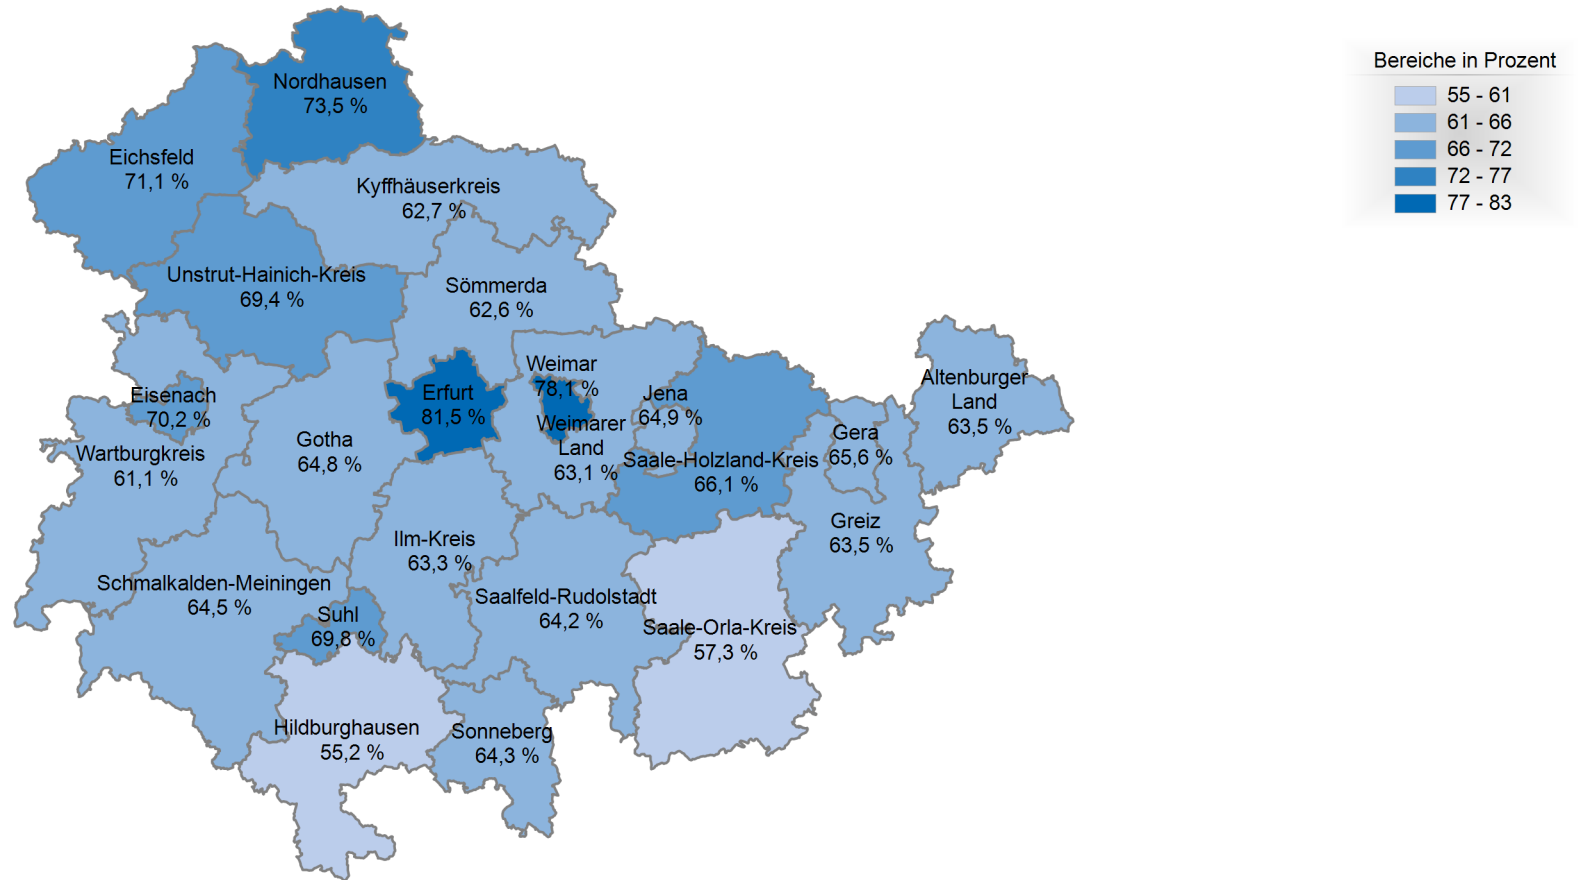 Bereiche in Prozent
55 - 61
61 - 66
66 - 72
72 - 77
77 - 83
Nordhausen
73,5 %
Eichsfeld
71,1 %
Kyffhäuserkreis
62,7 %
Unstrut-Hainich-Kreis
69,4 %
Sömmerda
62,6 %
Weimar
78,1 %
Erfurt
81,5 %
Eisenach
70,2 %
Jena
64,9 %
Altenburger
Land
63,5 %
Weimarer
Land
63,1 %
Gotha
64,8 %
Wartburgkreis
61,1 %
Gera
65,6 %
Saale-Holzland-Kreis
66,1 %
Greiz
63,5 %
Ilm-Kreis
63,3 %
Schmalkalden-Meiningen
64,5 %
Saalfeld-Rudolstadt
64,2 %
Suhl
69,8 %
Saale-Orla-Kreis
57,3 %
Hildburghausen
55,2 %
Sonneberg
64,3 %